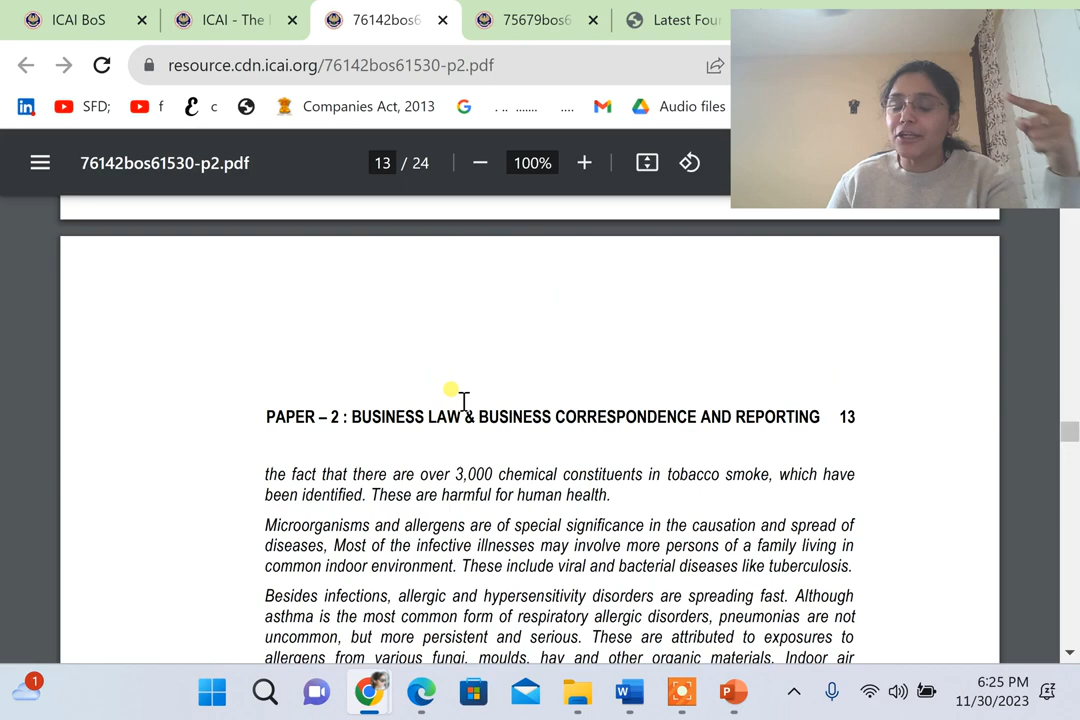 ICAI BoS
ICAI - The
76142bos6
75679bos6
Latest Four
resource.cdn.icai.org/76142bos61530-p2.pdf
SFD;
f
c
Companies Act, 2013
. .. ....... ....
Audio files
76142bos61530-p2.pdf
13 / 24
100%
PAPER – 2 : BUSINESS LAW & BUSINESS CORRESPONDENCE AND REPORTING 13
the fact that there are over 3,000 chemical constituents in tobacco smoke, which have
been identified. These are harmful for human health.
Microorganisms and allergens are of special significance in the causation and spread of
diseases, Most of the infective illnesses may involve more persons of a family living in
common indoor environment. These include viral and bacterial diseases like tuberculosis.
Besides infections, allergic and hypersensitivity disorders are spreading fast. Although
asthma is the most common form of respiratory allergic disorders, pneumonias are not
uncommon, but more persistent and serious. These are attributed to exposures to
allergens from various fungi, moulds, hay and other organic materials. Indoor air
1
6:25 PM
11/30/2023